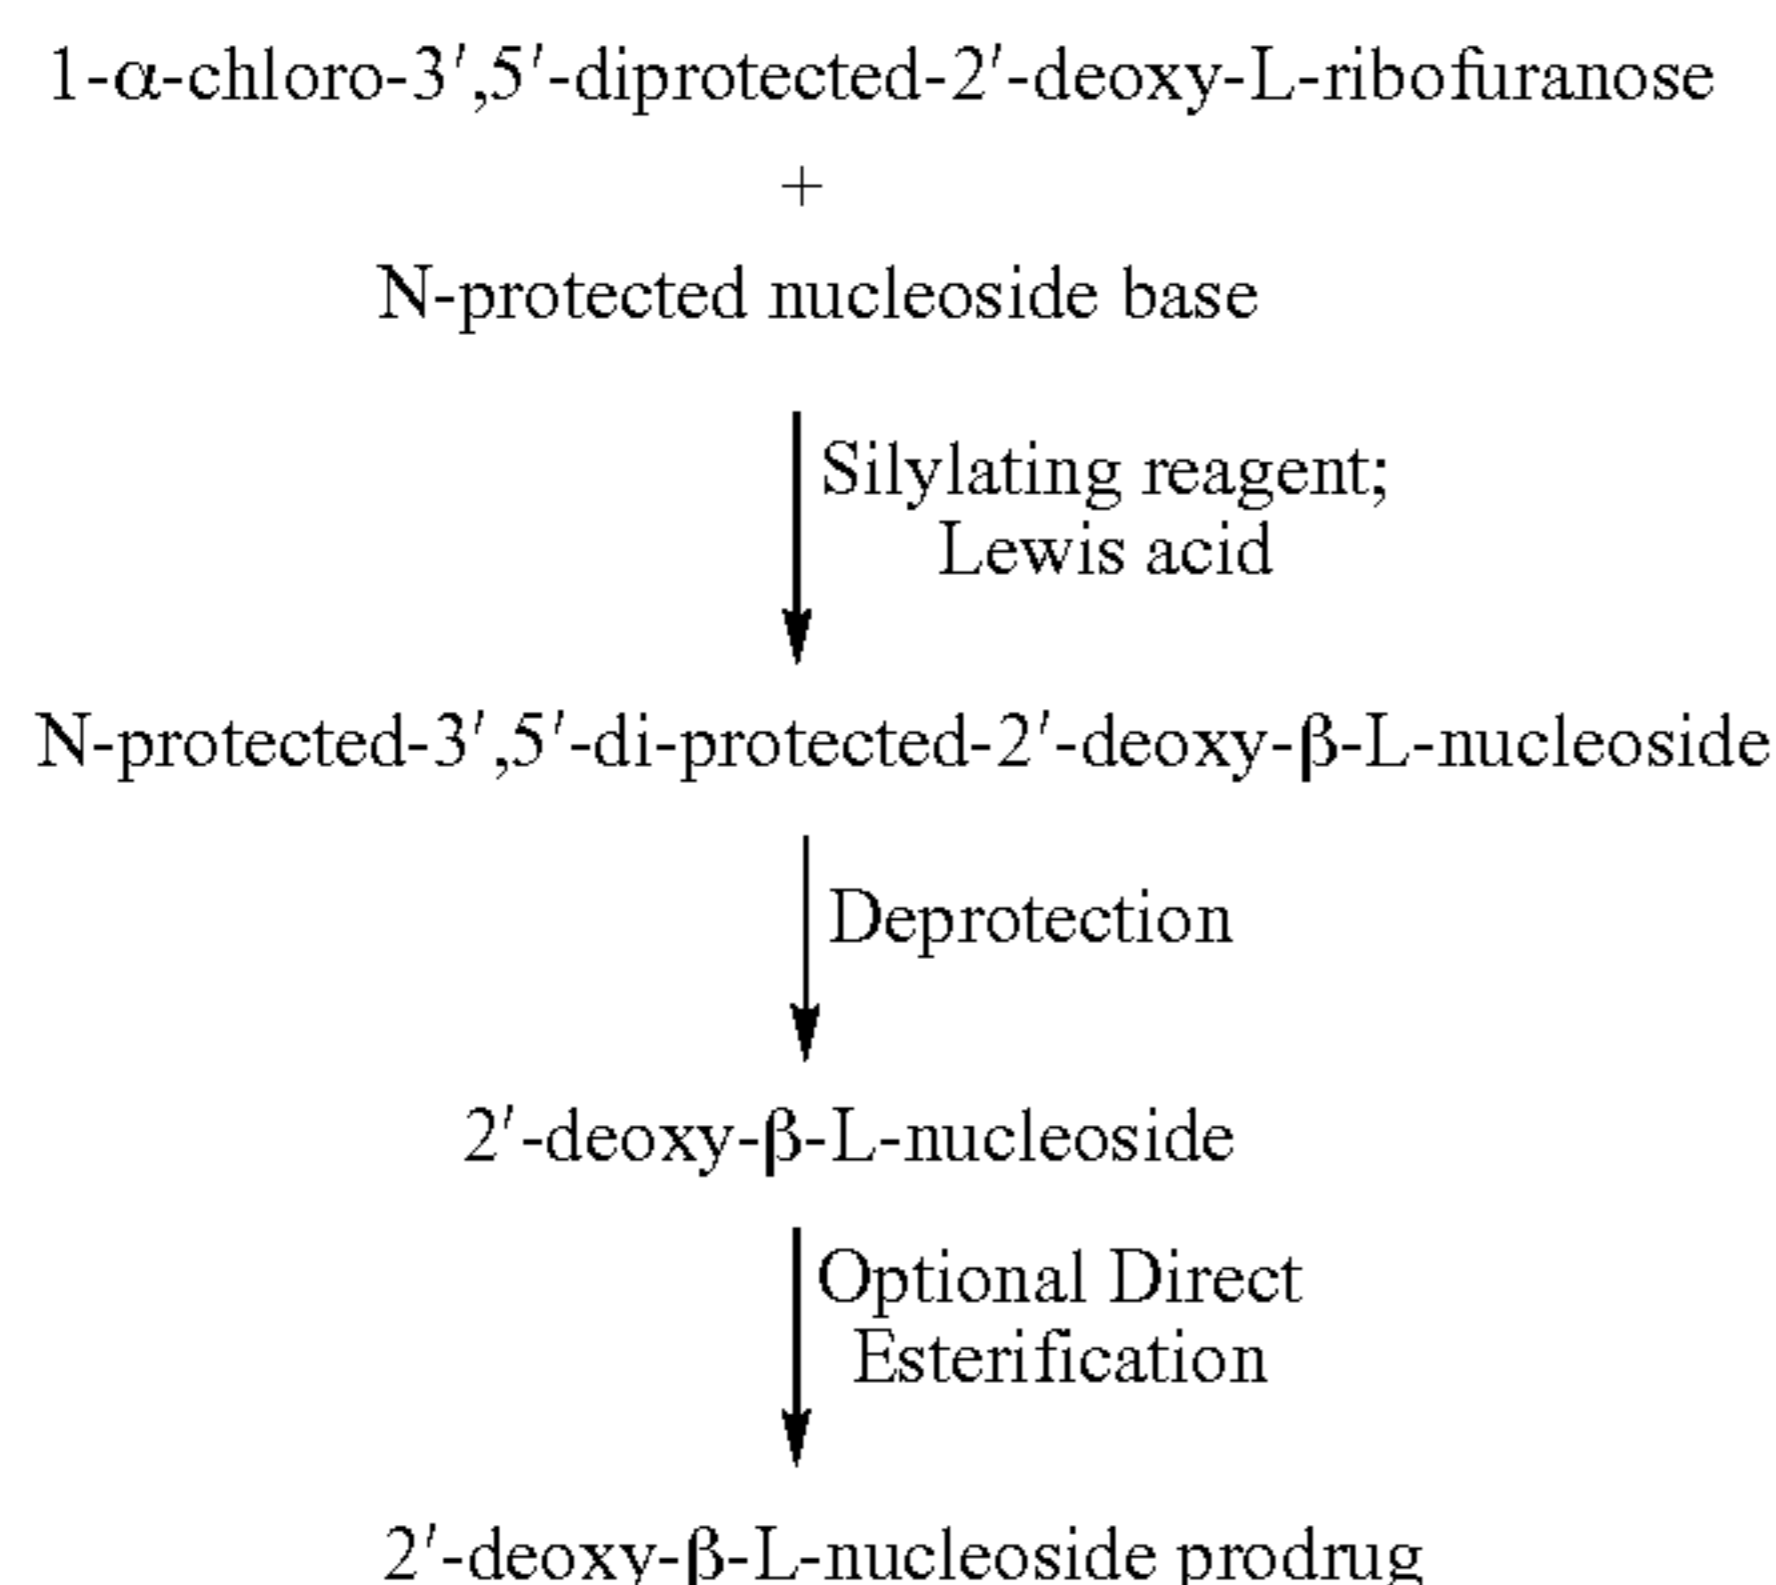 1-α-chloro-3′,5′-diprotected-2′-deoxy-L-ribofuranose
+
N-protected nucleoside base
Silylating reagent;
Lewis acid
N-protected-3′,5′-di-protected-2′-deoxy-β-L-nucleoside
Deprotection
2′-deoxy-β-L-nucleoside
Optional Direct
Esterification
2′-deoxy-β-L-nucleoside prodrug